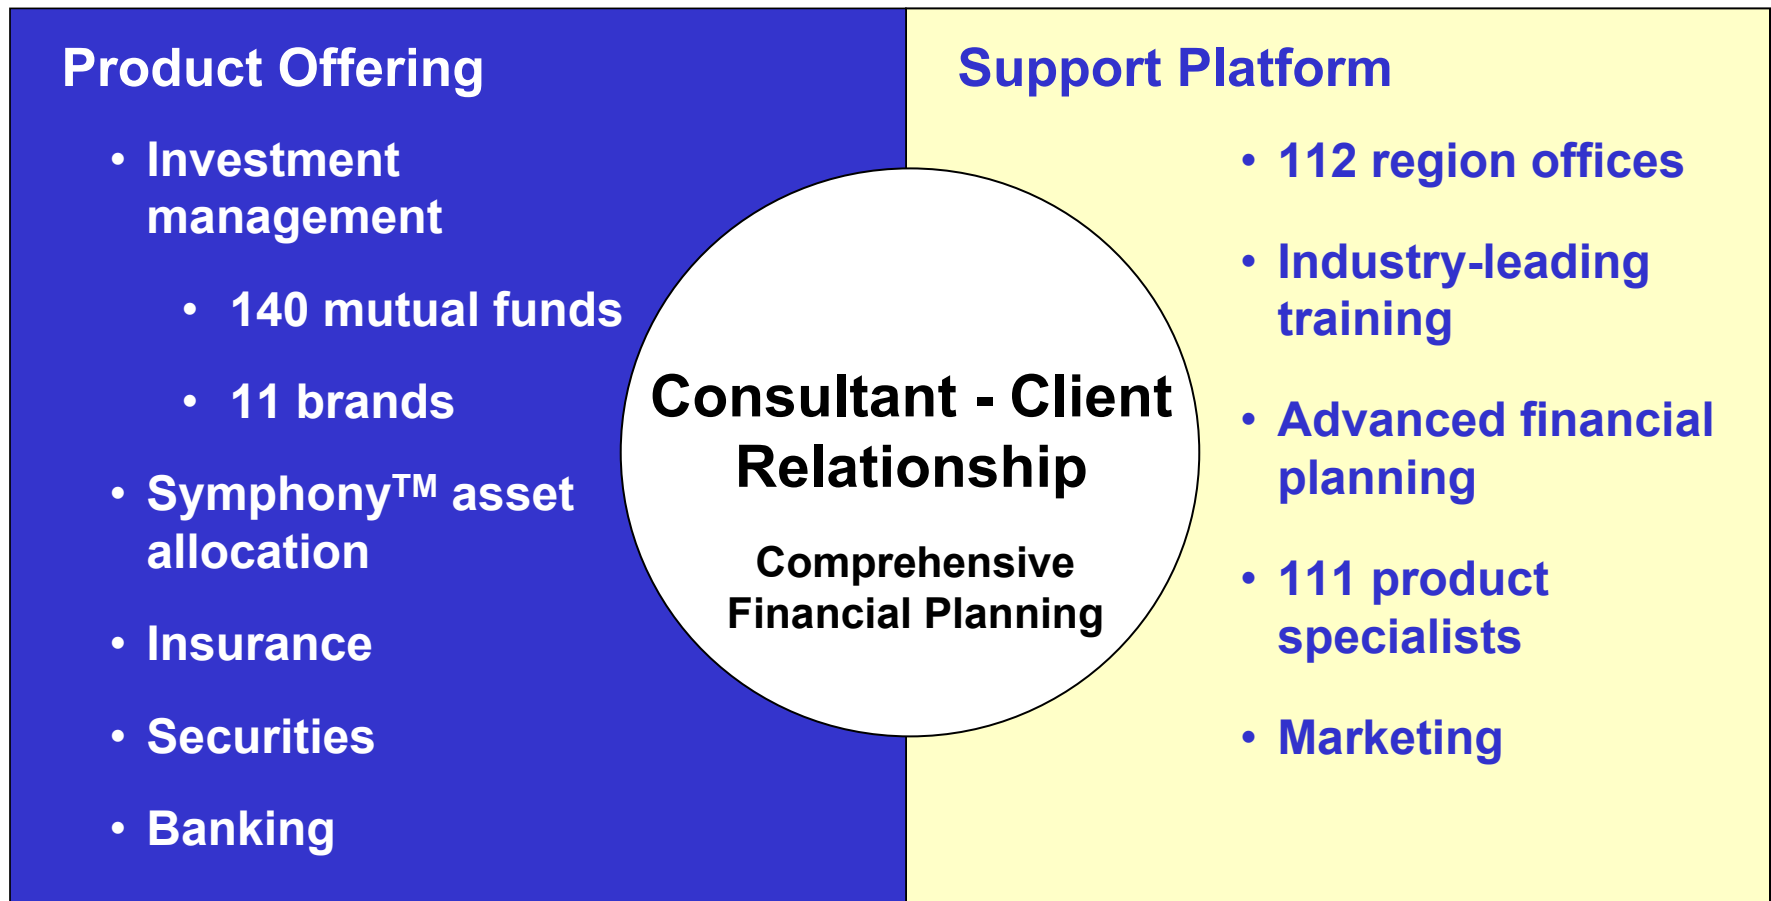 Product Offering
• Investment
management
• 140 mutual funds
• 11 brands
• Symphony™ asset
allocation
• Insurance
• Securities
• Banking
Consultant - Client
Relationship
Comprehensive
Financial Planning
Support Platform
• 112 region offices
• Industry-leading
training
• Advanced financial
planning
• 111 product
specialists
• Marketing